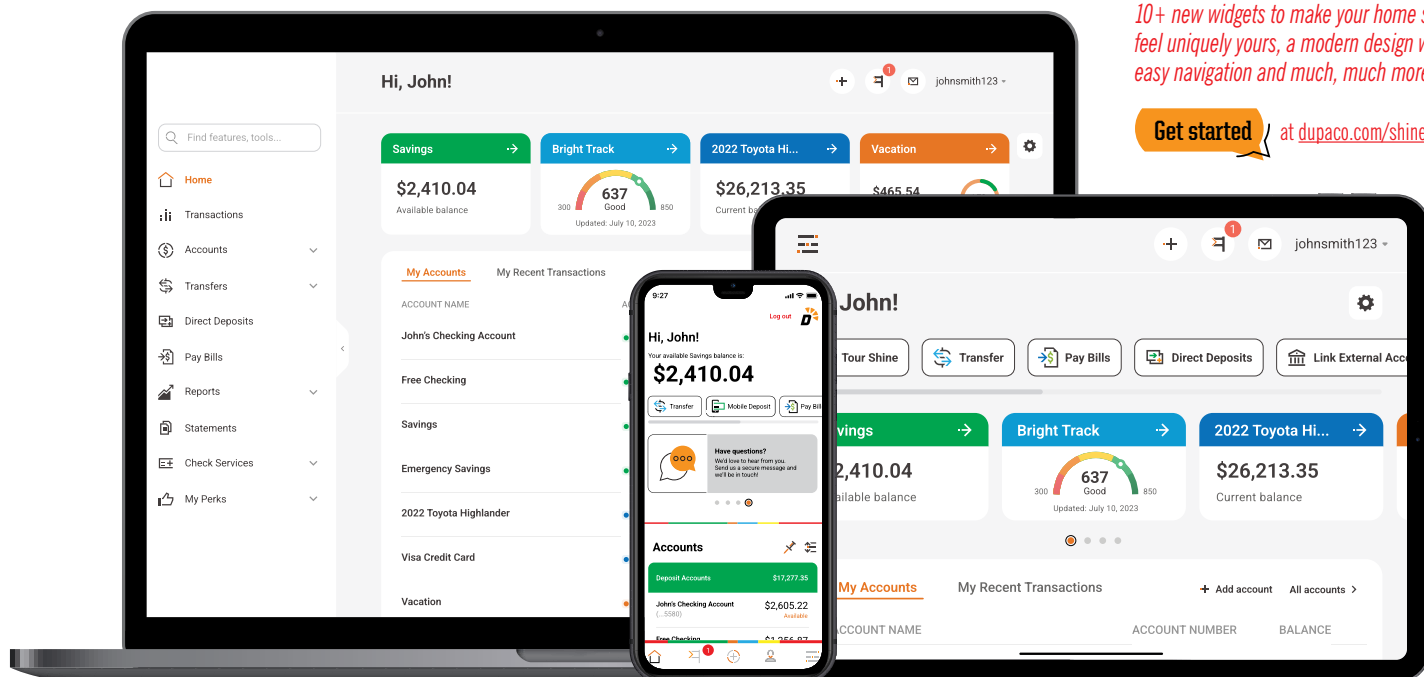 10+ new widgets to make your home
feel uniquely yours, a modern design
easy navigation and much, much more
Get started at dupaco.com/shine
Hi, John!
1
johnsmith123
Find features, tools...
Home
Transactions
Accounts
Transfers
Direct Deposits
Pay Bills
Reports
Statements
Check Services
My Perks
Savings
$2,410.04
Available balance
Bright Track
637
300 Good 850
Updated: July 10, 2023
2022 Toyota Hi...
$26,213.35
Current
Vacation
$465.54
My Accounts My Recent Transactions
ACCOUNT NAME
John's Checking Account
Free Checking
Savings
Emergency Savings
2022 Toyota Highlander
Visa Credit Card
Vacation
9:27
Log out
D
Hi, John!
Your available Savings balance is:
$2,410.04
Transfer Mobile Deposit Pay Bill
Have questions?
We'd love to hear from you.
Send us a secure message and
we'll be in touch!
Accounts
Deposit Accounts $17,277.35
John's Checking Account $2,605.22
(...5580) Available
Free Checking $1,256.87
1
1
johnsmith123
John!
Tour Shine Transfer Pay Bills Direct Deposits Link External
vings
2,410.04
ailable balance
Bright Track
637
300 Good 850
Updated: July 10, 2023
2022 Toyota Hi...
$26,213.35
Current balance
My Accounts My Recent Transactions + Add account All accounts >
ACCOUNT NAME ACCOUNT NUMBER BALANCE